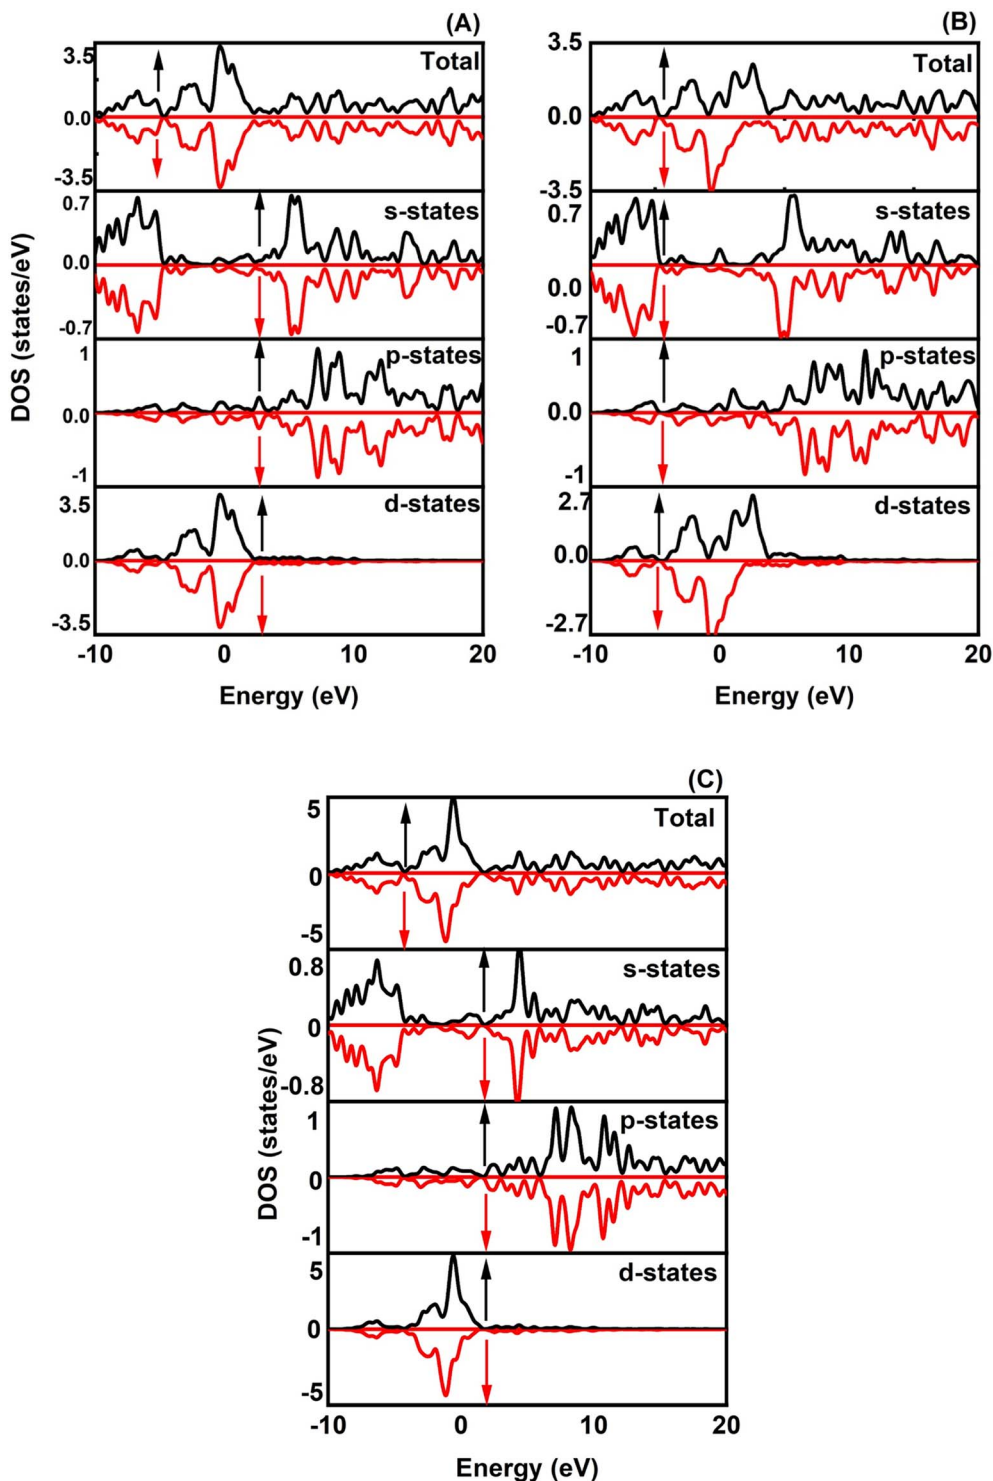 (A)
3.5
Total
0.0
-3.5
0.7
s-states
0.0
-0.7
1
p-states
0.0
-1
3.5
d-states
0.0
-3.5
-10 0 10 20
Energy (eV)
DOS (states/eV)
(B)
3.5
Total
0.0
-3.5
0.7
s-states
0.0
-0.7
1
p-states
0.0
-1
2.7
d-states
0.0
-2.7
-10 0 10 20
Energy (eV)
(C)
5
Total
0
-5
0.8
s-states
0
-0.8
1
p-states
0
-1
5
d-states
0
-5
-10 0 10 20
Energy (eV)
DOS (states/eV)